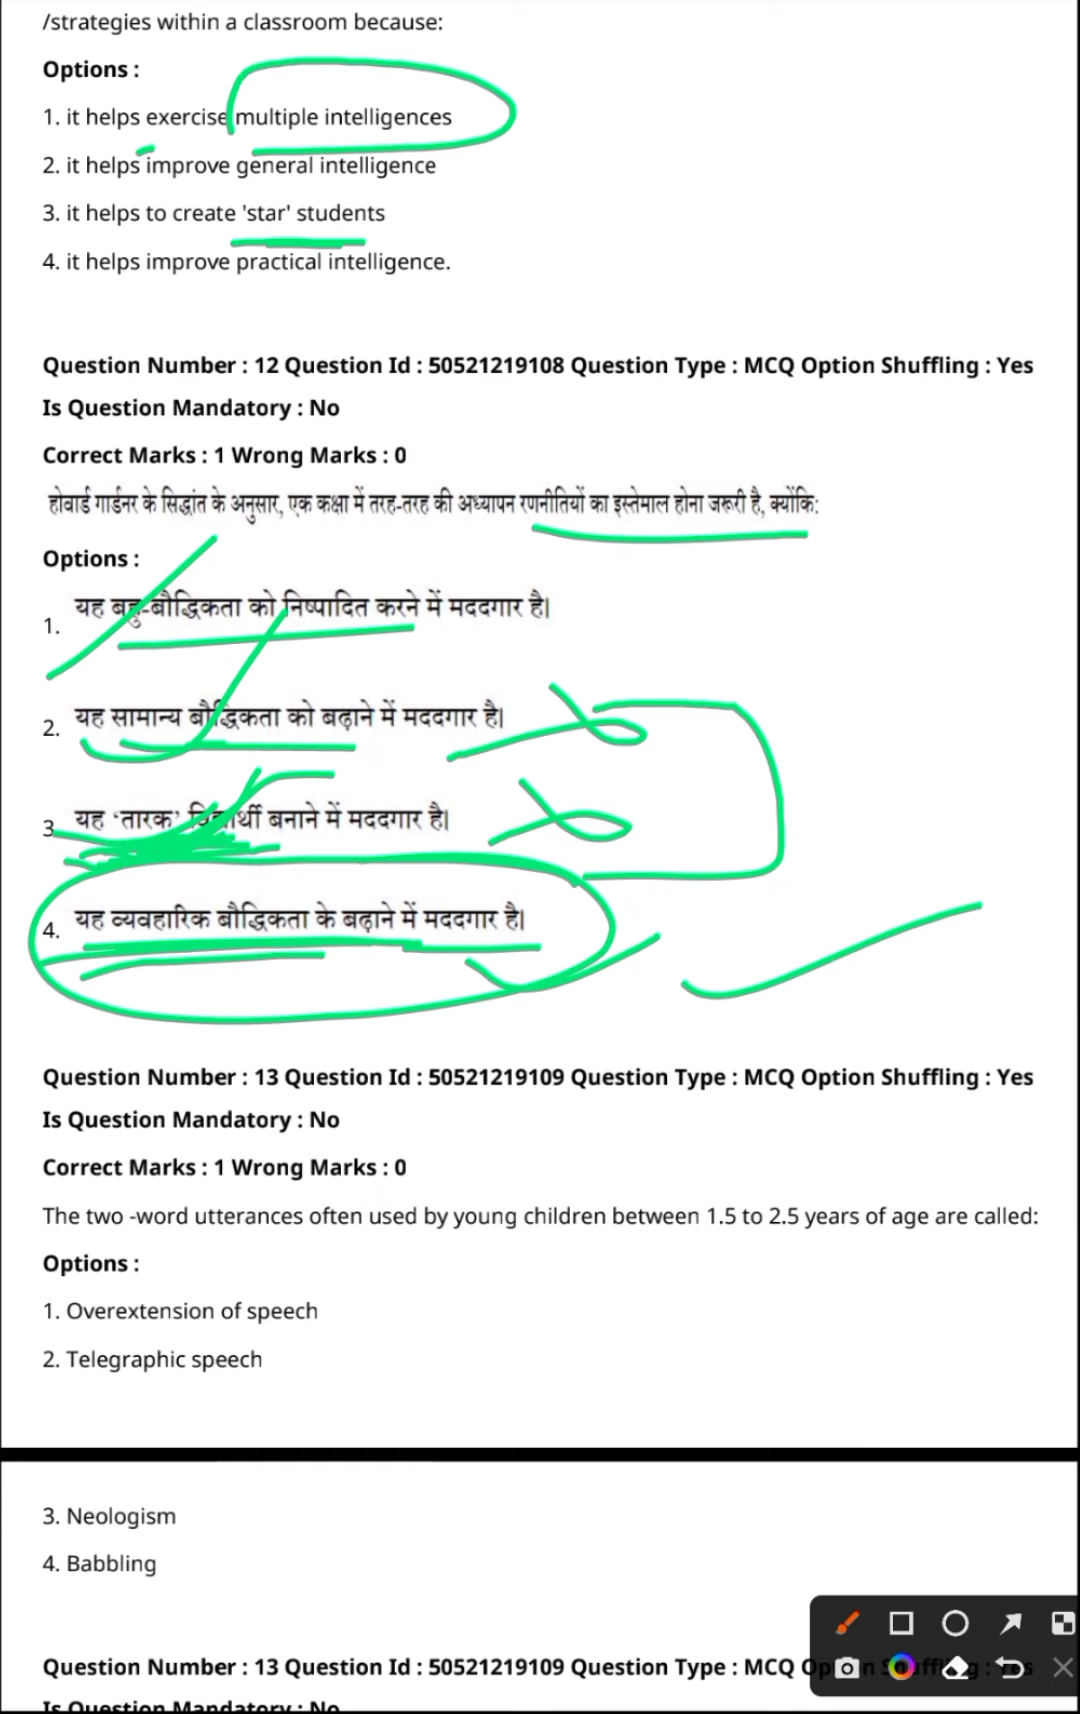 /strategies within a classroom because:
Options :
1. it helps exercise multiple intelligences
2. it helps improve general intelligence
3. it helps to create 'star' students
4. it helps improve practical intelligence.
Question Number : 12 Question Id : 50521219108 Question Type : MCQ Option Shuffling : Yes
Is Question Mandatory : No
Correct Marks : 1 Wrong Marks : 0
होवार्ड गार्डनर के सिद्धांत के अनुसार, एक कक्षा में तरह-तरह की अध्यापन रणनीतियों का इस्तेमाल होना जरूरी है, क्योंकि:
Options :
1. यह बहु-बौद्धिकता को निष्पादित करने में मददगार है।
2. यह सामान्य बौद्धिकता को बढ़ाने में मददगार है।
3. यह 'तारक' विद्यार्थी बनाने में मददगार है।
4. यह व्यवहारिक बौद्धिकता के बढ़ाने में मददगार है।
Question Number : 13 Question Id : 50521219109 Question Type : MCQ Option Shuffling : Yes
Is Question Mandatory : No
Correct Marks : 1 Wrong Marks : 0
The two -word utterances often used by young children between 1.5 to 2.5 years of age are called:
Options :
1. Overextension of speech
2. Telegraphic speech
3. Neologism
4. Babbling
Question Number : 13 Question Id : 50521219109 Question Type : MCQ
Is Question Mandatory : No